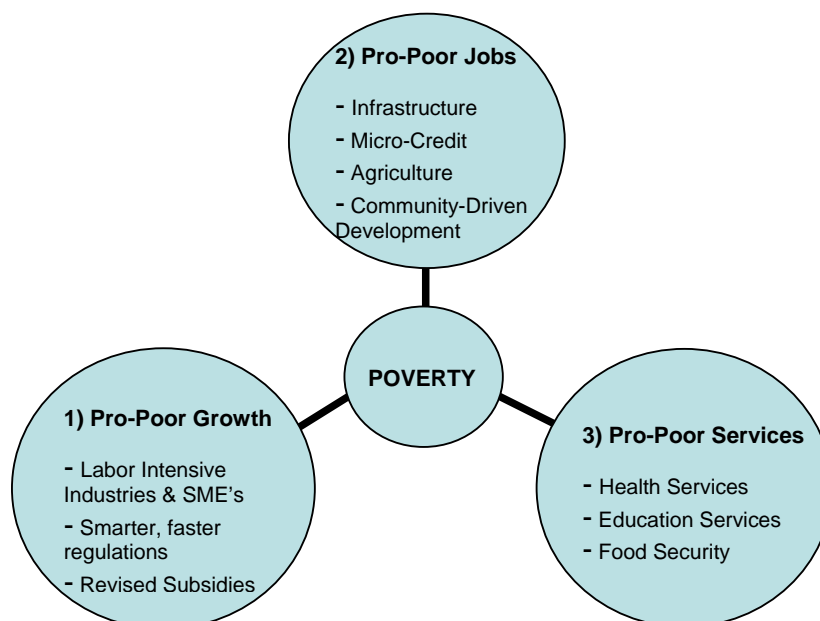 2) Pro-Poor Jobs
- Infrastructure
- Micro-Credit
- Agriculture
- Community-Driven
Development
POVERTY
1) Pro-Poor Growth
- Labor Intensive
Industries & SME's
- Smarter, faster
regulations
- Revised Subsidies
3) Pro-Poor Services
- Health Services
- Education Services
- Food Security